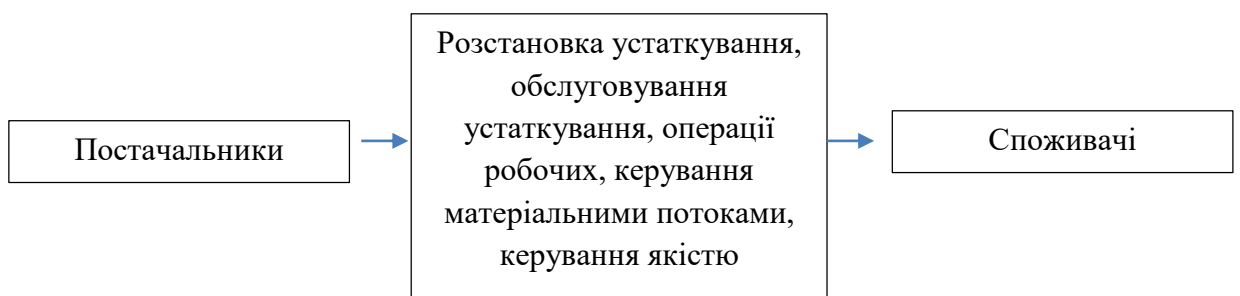 Постачальники
Розстановка устаткування,
обслуговування
устаткування, операції
робочих, керування
матеріальними потоками,
керування якістю
Споживачі